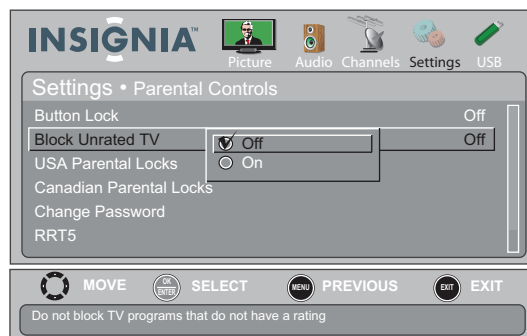 INSIGNIA™
Picture Audio Channels Settings USB
Settings • Parental Controls
Button Lock Off
Block Unrated TV Off
Off
On
USA Parental Locks
Canadian Parental Locks
Change Password
RRT5
MOVE OK ENTER SELECT MENU PREVIOUS EXIT EXIT
Do not block TV programs that do not have a rating